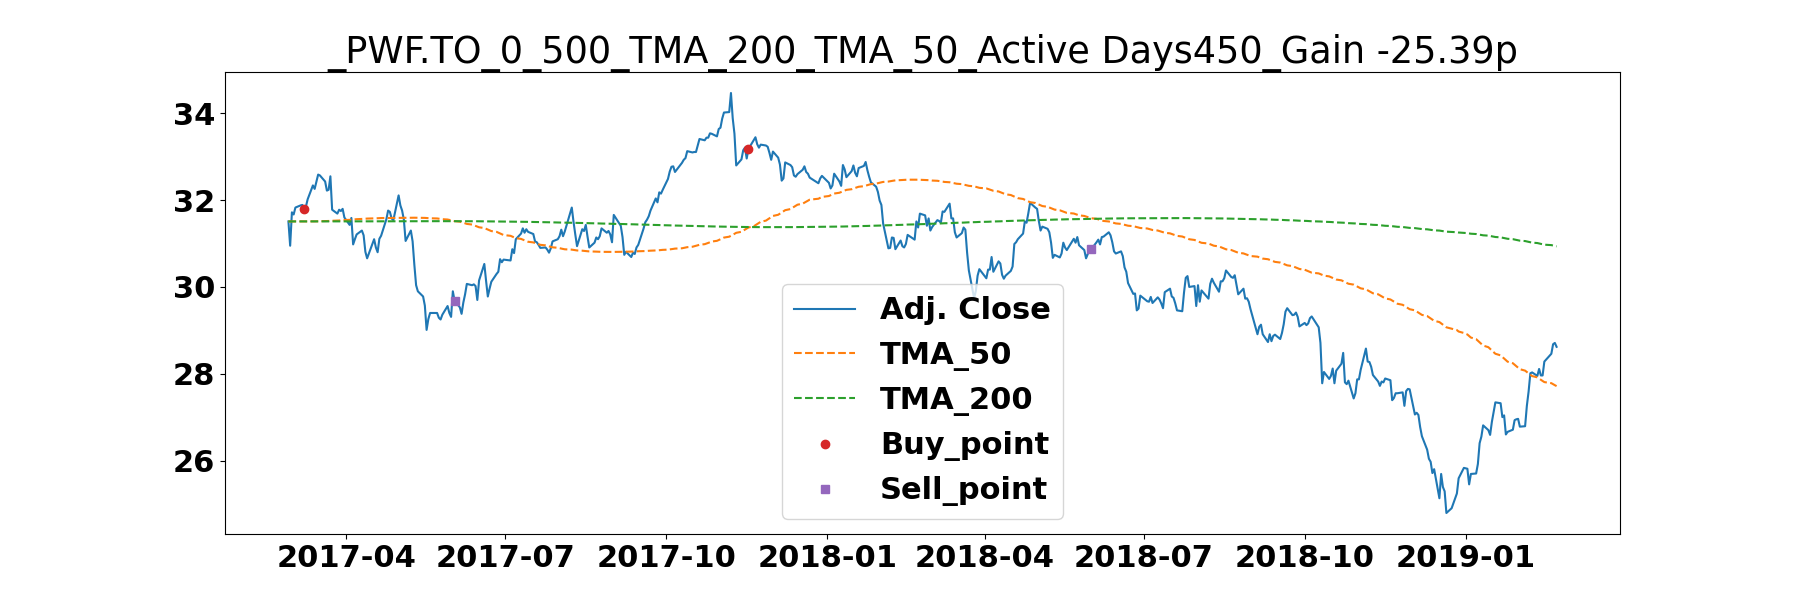 _PWF.TO_0_500_TMA_200_TMA_50_Active Days450_Gain -25.39p
34
32
30
28
26
Adj. Close
TMA_50
TMA_200
Buy_point
Sell_point
2017-04 2017-07 2017-10 2018-01 2018-04 2018-07 2018-10 2019-01